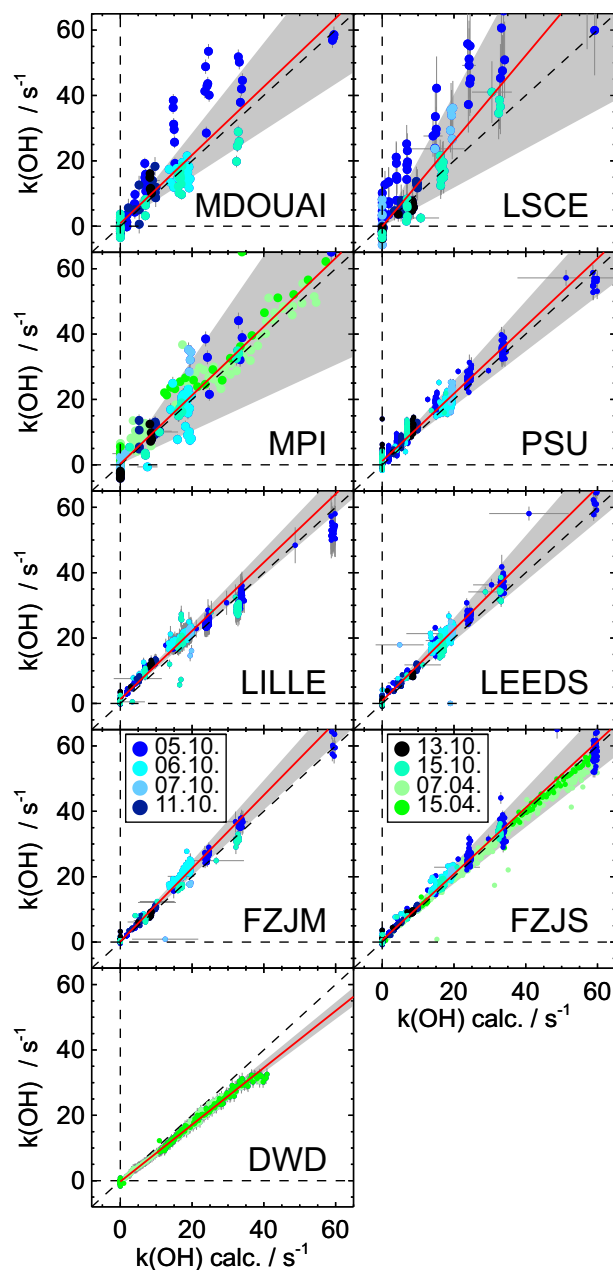 60
40
20
0
k(OH) / s⁻¹
MDOUAI
LSCE
60
40
20
0
k(OH) / s⁻¹
MPI
PSU
60
40
20
0
k(OH) / s⁻¹
LILLE
LEEDS
60
40
20
0
k(OH) / s⁻¹
05.10.
06.10.
07.10.
11.10.
FZJM
13.10.
15.10.
07.04.
15.04.
FZJS
0 20 40 60
k(OH) calc. / s⁻¹
60
40
20
0
k(OH) / s⁻¹
DWD
0 20 40 60
k(OH) calc. / s⁻¹